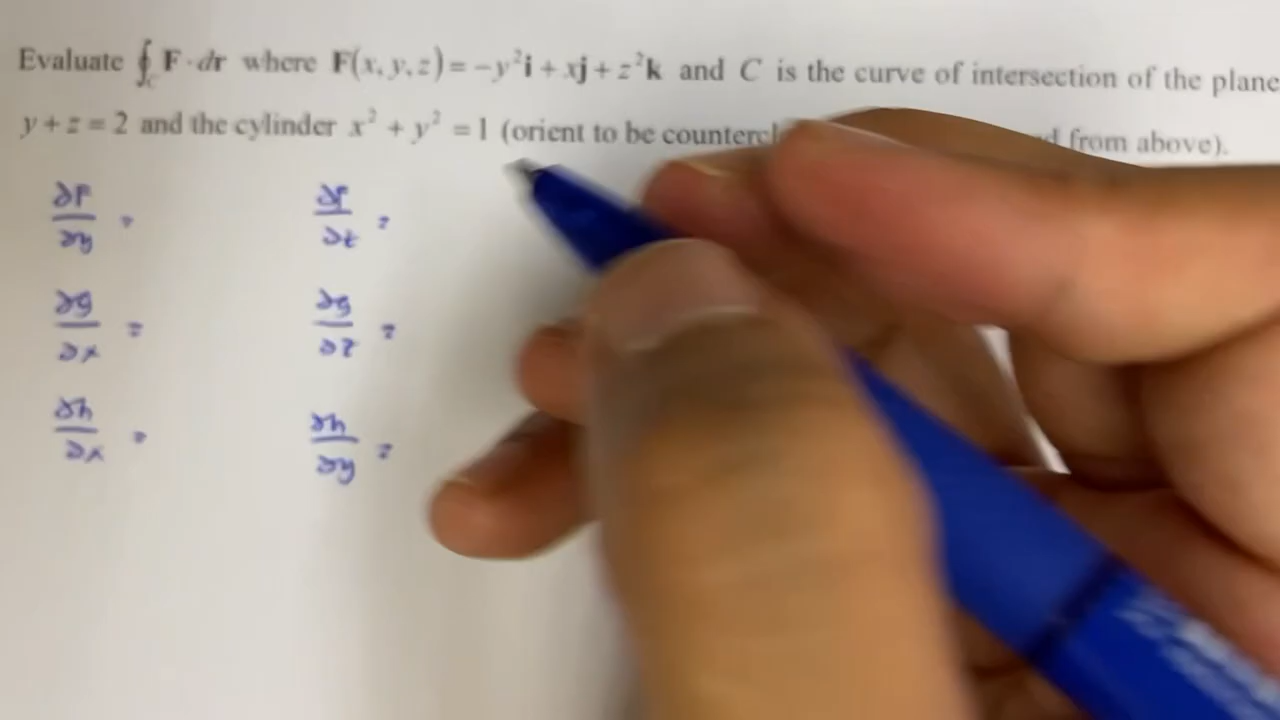 Evaluate ∮_C F · dr where F(x, y, z) = −y²i + xj + z²k and C is the curve of intersection of the plane
y + z = 2 and the cylinder x² + y² = 1 (orient to be from above).
∂f/∂y = ∂f/∂z =
∂g/∂x = ∂g/∂z =
∂h/∂x = ∂h/∂y =